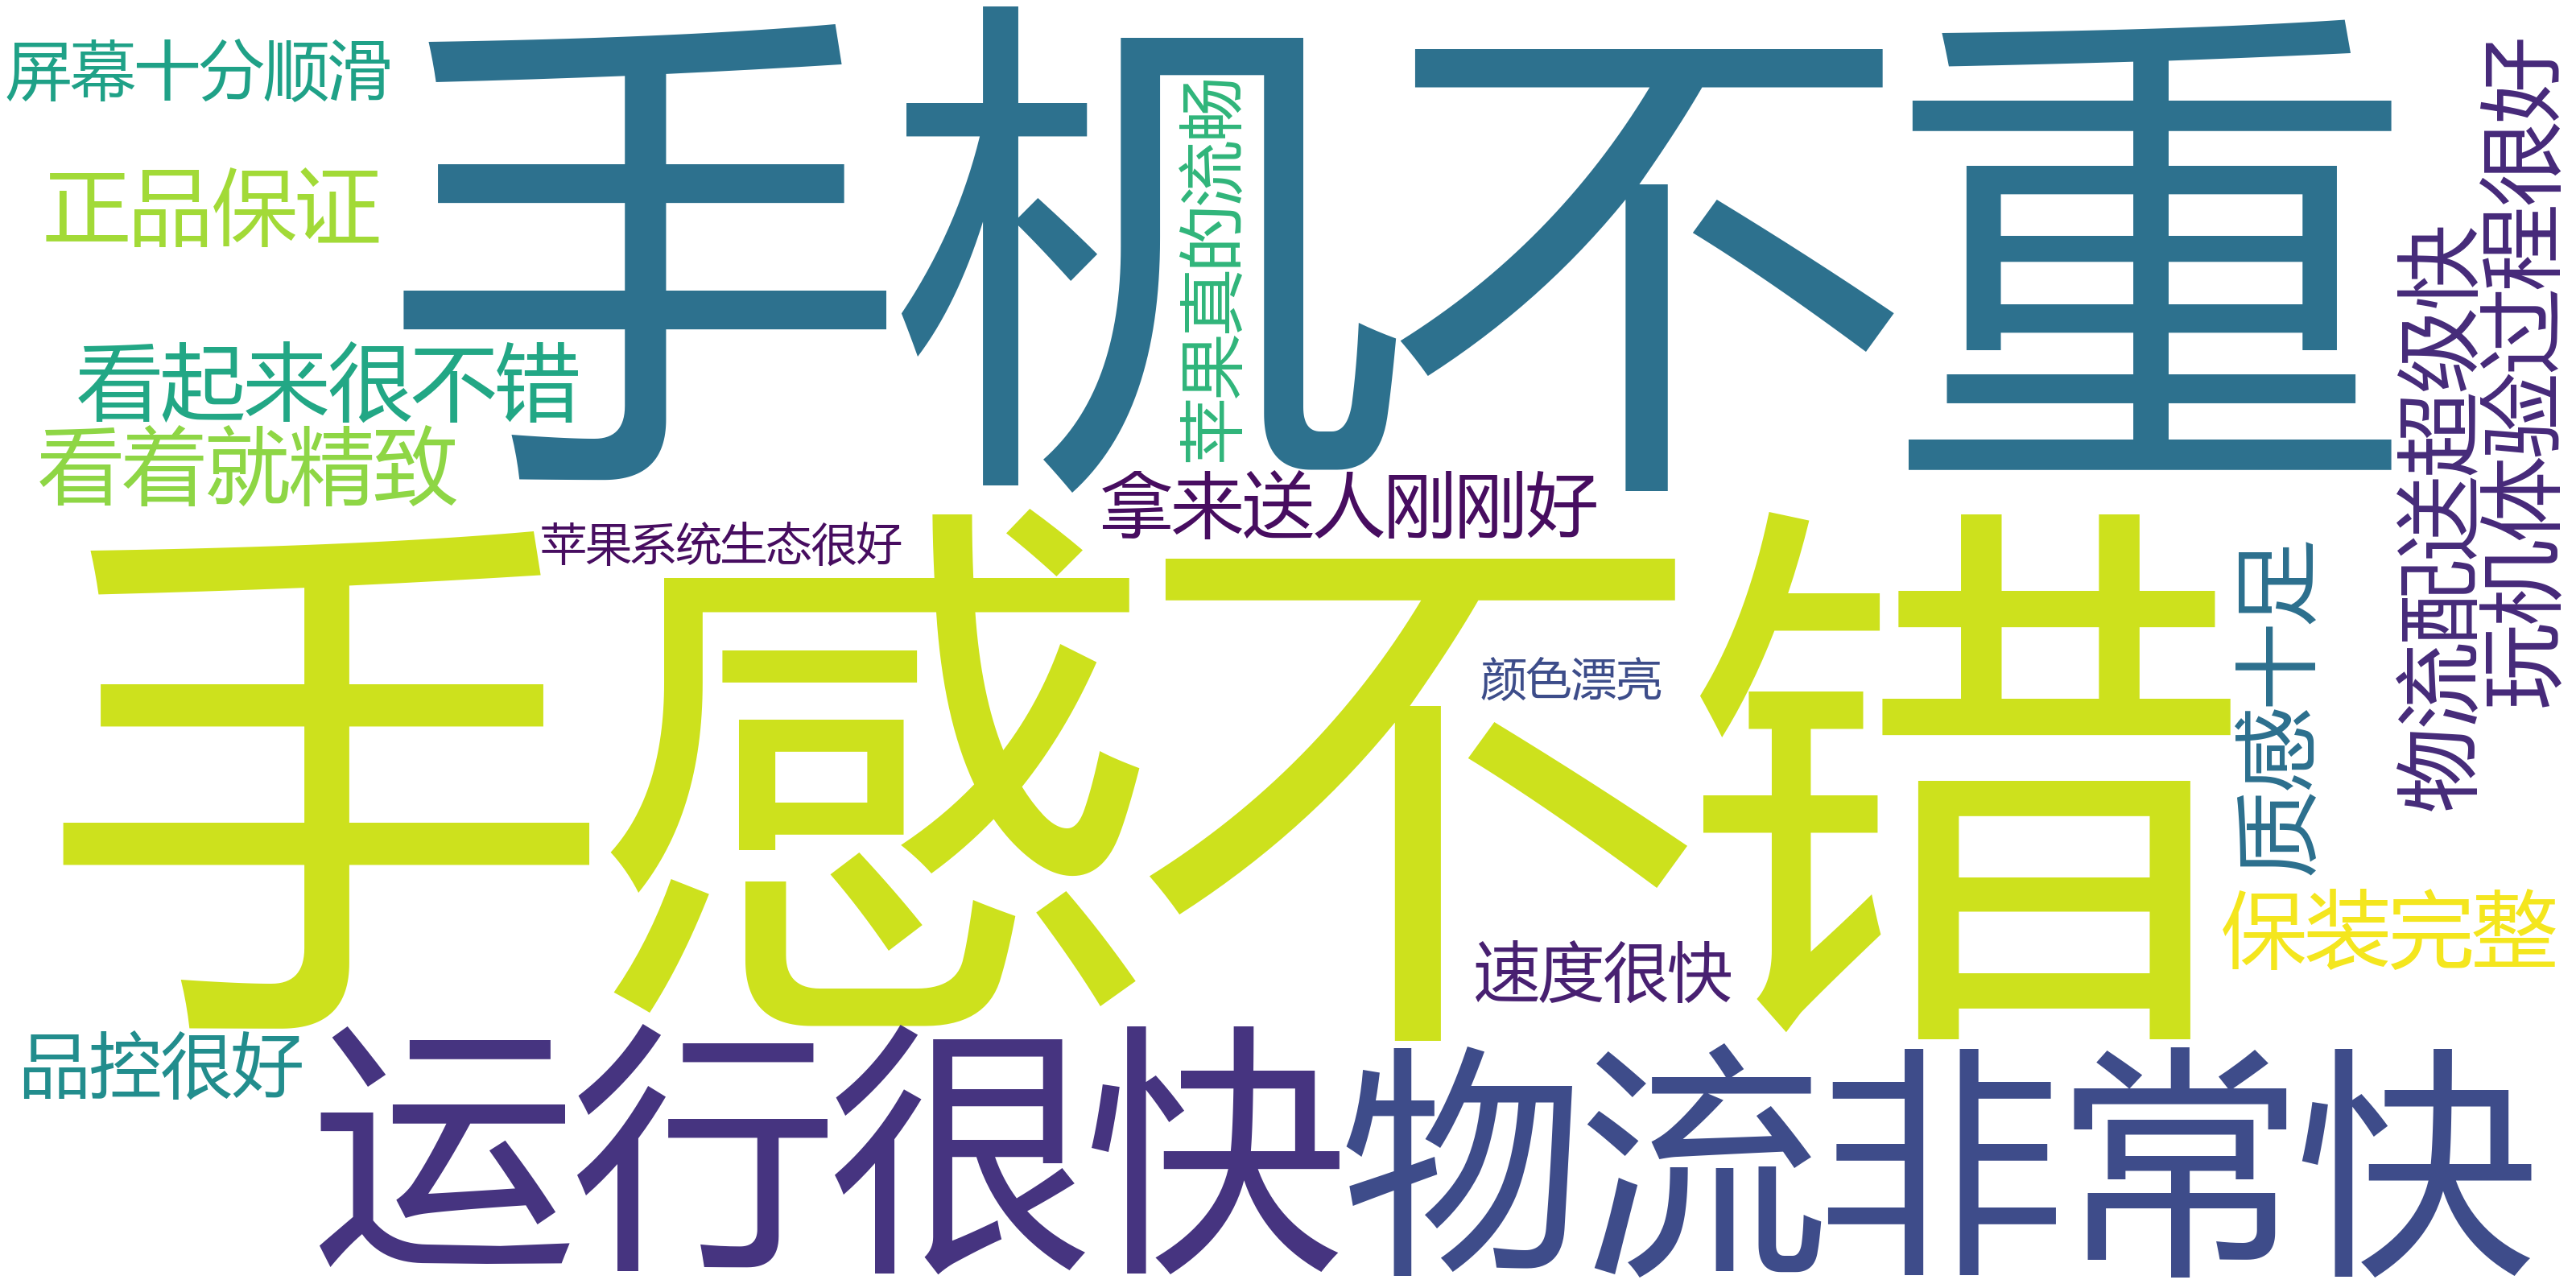 屏幕十分顺滑
手机不重
正品保证
苹果真的流畅
玩机体验过程很好
物流配送超级快
看起来很不错
看着就精致
拿来送人刚刚好
苹果系统生态很好
手感不错
颜色漂亮
质感十足
保装完整
速度很快
品控很好
运行很快
物流非常快